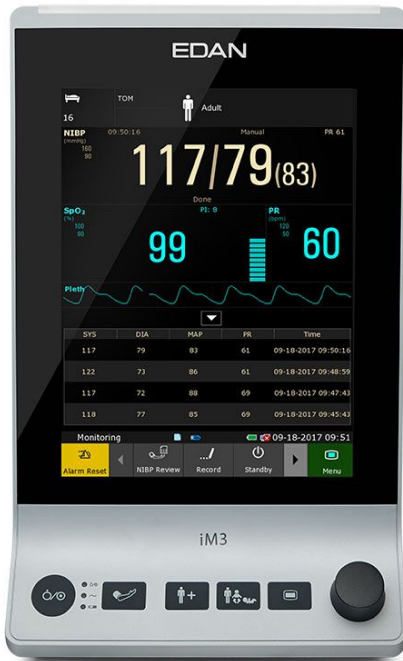 EDAN
TOM
16
Adult
NIBP 09:50:16 Manual PR 61
(mmHg)
160
90
117/79(83)
Done
SpO₂ PI: 8 PR
(%) (bpm)
100 120
80 50
99 60
Pleth
SYS DIA MAP PR Time
117 79 83 61 09-18-2017 09:50:16
122 73 86 61 09-18-2017 09:48:59
117 72 88 69 09-18-2017 09:47:43
118 77 85 69 09-18-2017 09:45:43
Monitoring 09-18-2017 09:51
Alarm Reset NIBP Review Record Standby Menu
iM3